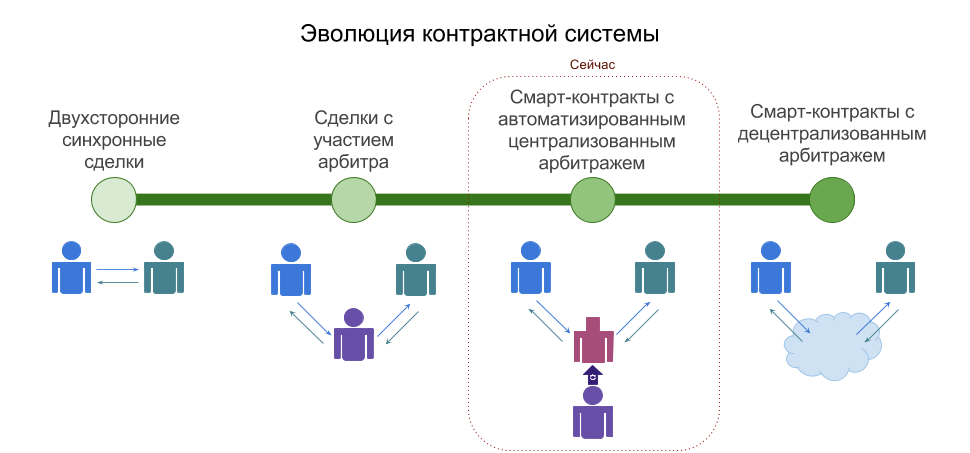 Эволюция контрактной системы
Сейчас
Двухсторонние
синхронные
сделки
Сделки с
участием
арбитра
Смарт-контракты с
автоматизированным
централизованным
арбитражем
Смарт-контракты с
децентрализованным
арбитражем